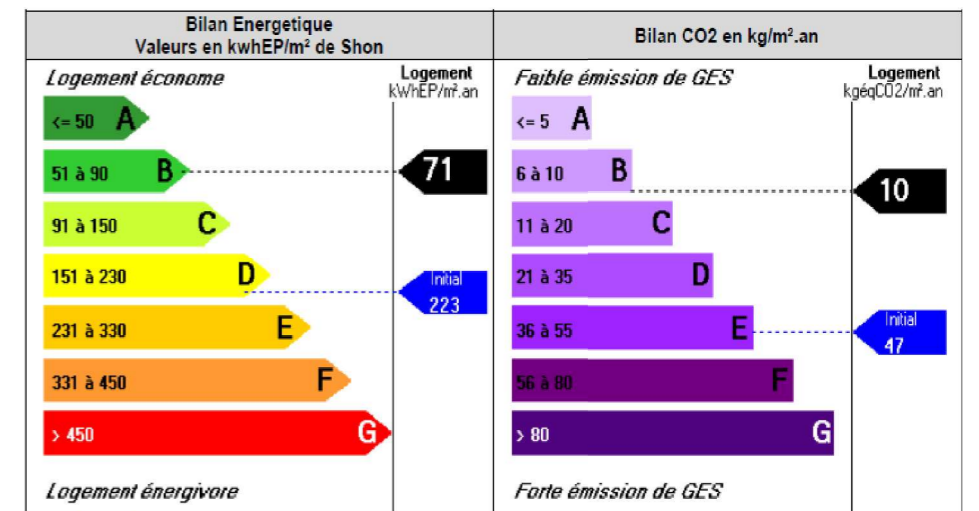 Bilan Energetique
Valeurs en kwhEP/m² de Shon
Logement économe
Logement
kWhEP/m².an
<= 50 A
51 à 90 B
71
91 à 150 C
151 à 230 D
Initial
223
231 à 330 E
331 à 450 F
> 450 G
Logement énergivore
Bilan CO2 en kg/m².an
Faible émission de GES
Logement
kgéqCO2/m².an
<= 5 A
6 à 10 B
10
11 à 20 C
21 à 35 D
36 à 55 E
Initial
47
56 à 80 F
> 80 G
Forte émission de GES